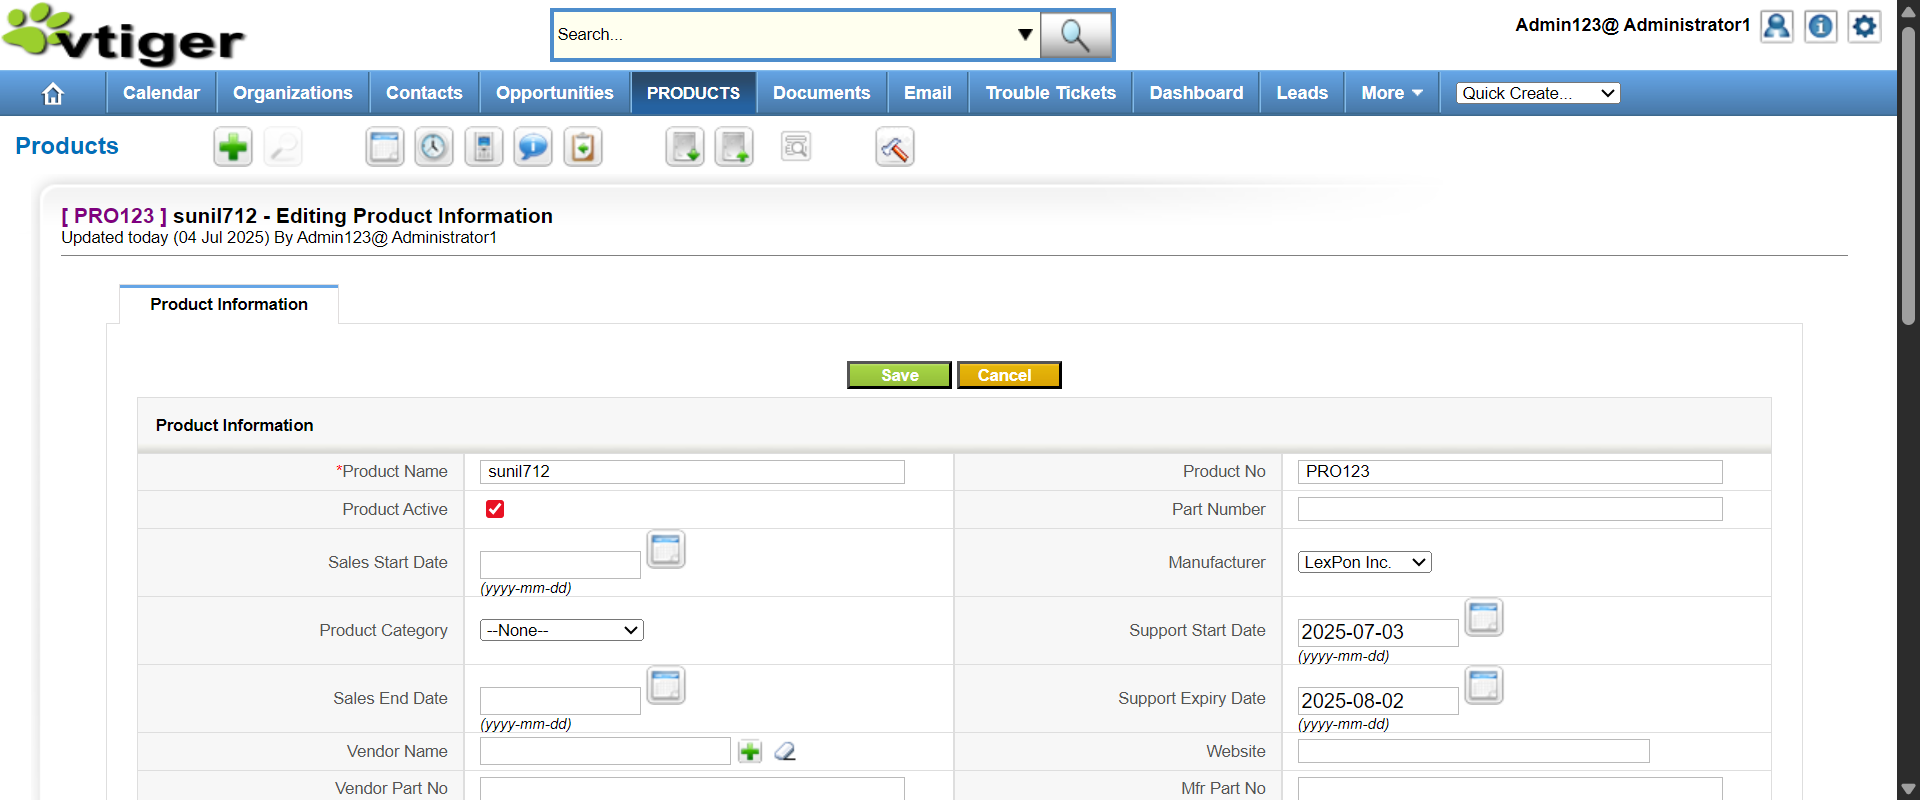 vtiger
Search...
Admin123@ Administrator1
Calendar
Organizations
Contacts
Opportunities
PRODUCTS
Documents
Email
Trouble Tickets
Dashboard
Leads
More
Quick Create...
Products
[ PRO123 ] sunil712 - Editing Product Information
Updated today (04 Jul 2025) By Admin123@ Administrator1
Product Information
Save
Cancel
Product Information
*Product Name
sunil712
Product No
PRO123
Product Active
Part Number
Sales Start Date
(yyyy-mm-dd)
Manufacturer
LexPon Inc.
Product Category
--None--
Support Start Date
2025-07-03
(yyyy-mm-dd)
Sales End Date
(yyyy-mm-dd)
Support Expiry Date
2025-08-02
(yyyy-mm-dd)
Vendor Name
Website
Vendor Part No
Mfr Part No